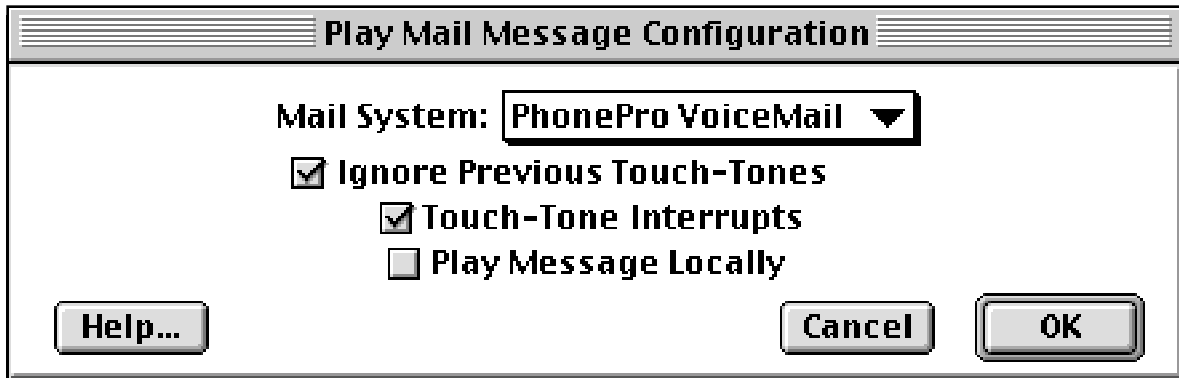 Play Mail Message Configuration
Mail System: PhonePro VoiceMail
Ignore Previous Touch-Tones
Touch-Tone Interrupts
Play Message Locally
Help... Cancel OK